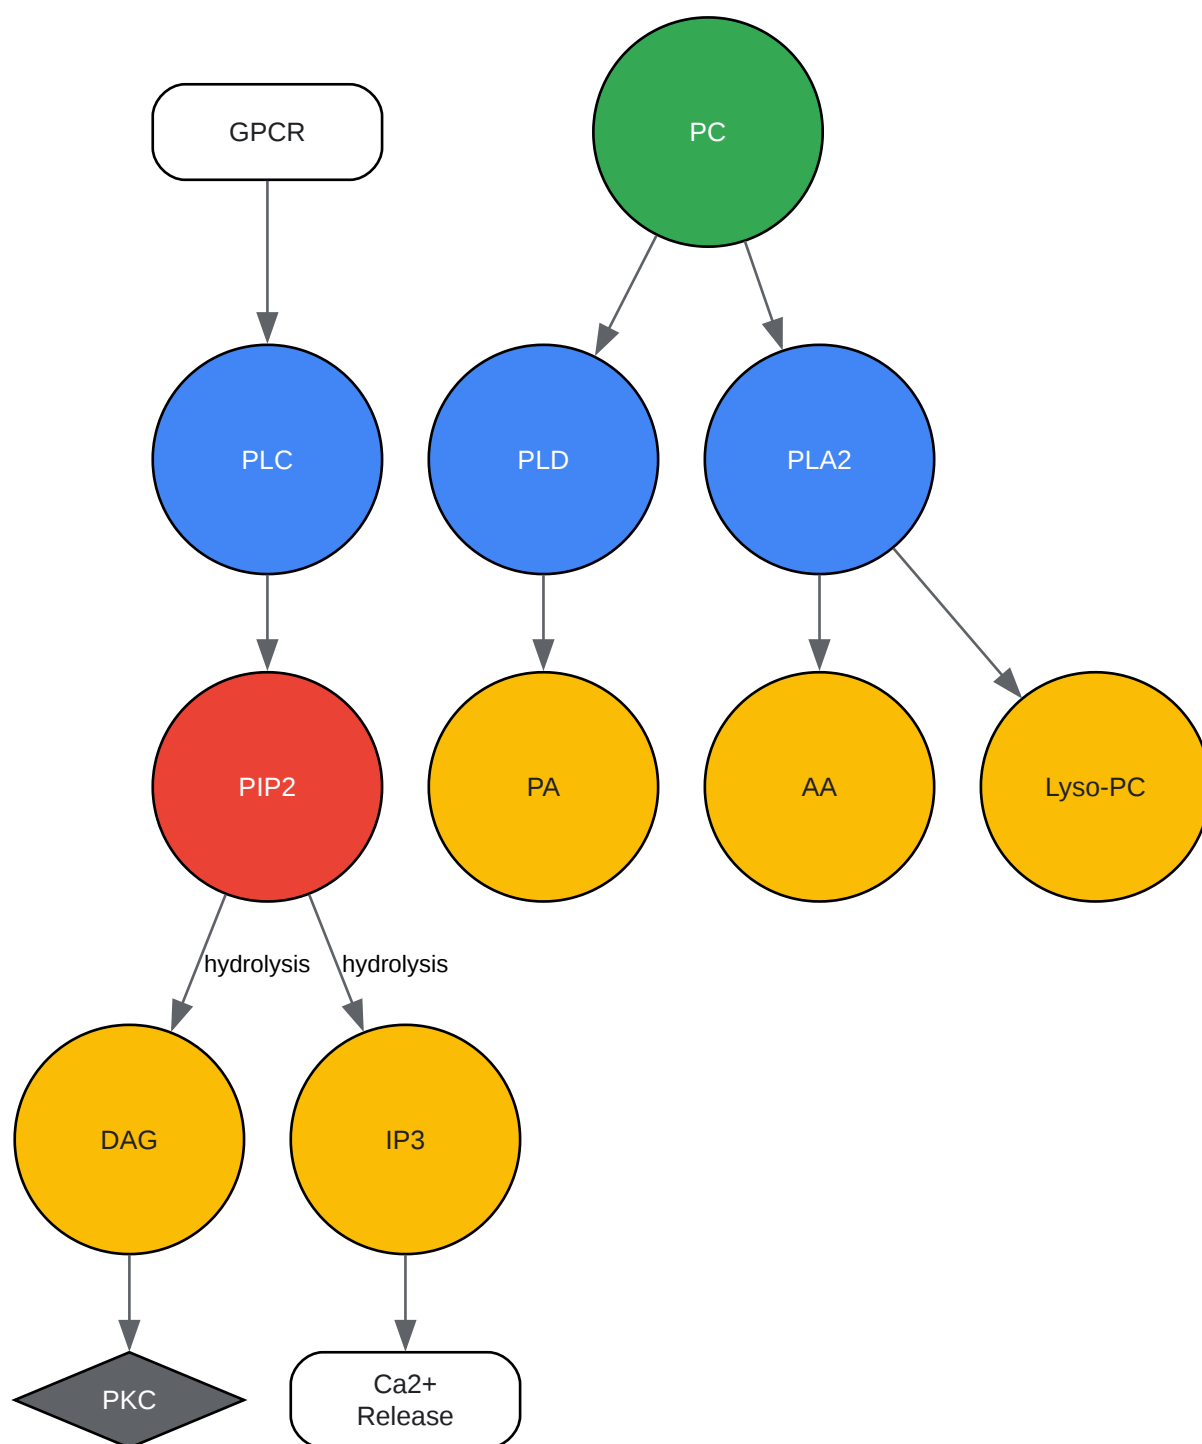 GPCR
PC
PLC
PLD
PLA2
PIP2
PA
AA
Lyso-PC
hydrolysis
hydrolysis
DAG
IP3
PKC
Ca2+
Release